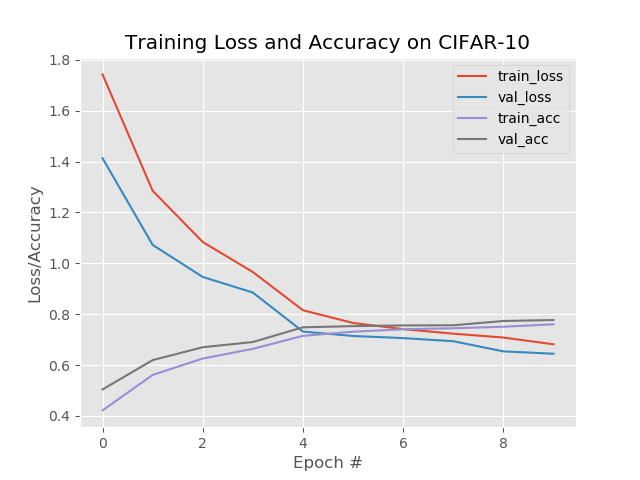 Training Loss and Accuracy on CIFAR-10
1.8
1.6
1.4
1.2
1.0
0.8
0.6
0.4
Loss/Accuracy
train_loss
val_loss
train_acc
val_acc
0 2 4 6 8
Epoch #